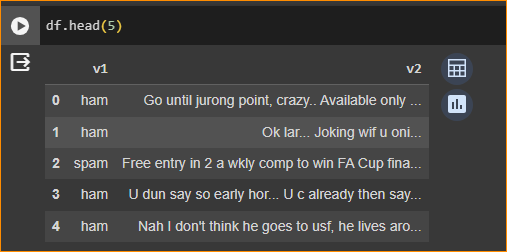 df.head(5)
v1 v2
0 ham Go until jurong point, crazy.. Available only ...
1 ham Ok lar... Joking wif u oni...
2 spam Free entry in 2 a wkly comp to win FA Cup fina...
3 ham U dun say so early hor... U c already then say...
4 ham Nah I don't think he goes to usf, he lives aro...